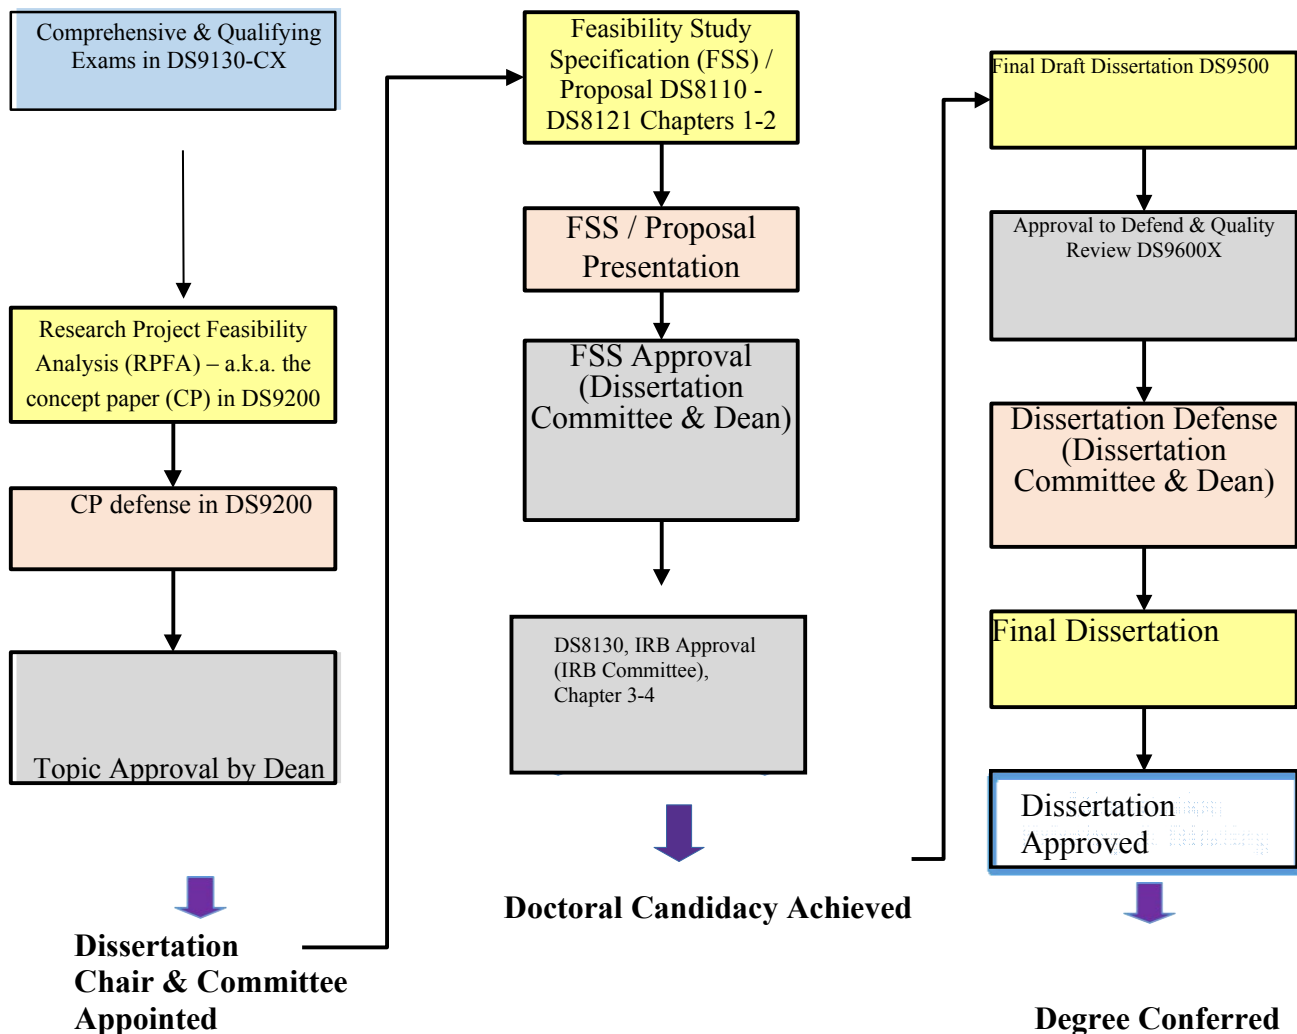 Comprehensive & Qualifying
Exams in DS9130-CX
Research Project Feasibility
Analysis (RPFA) – a.k.a. the
concept paper (CP) in DS9200
CP defense in DS9200
Topic Approval by Dean
Dissertation
Chair & Committee
Appointed
Feasibility Study
Specification (FSS) /
Proposal DS8110 -
DS8121 Chapters 1-2
FSS / Proposal
Presentation
FSS Approval
(Dissertation
Committee & Dean)
DS8130, IRB Approval
(IRB Committee),
Chapter 3-4
Doctoral Candidacy Achieved
Final Draft Dissertation DS9500
Approval to Defend & Quality
Review DS9600X
Dissertation Defense
(Dissertation
Committee & Dean)
Final Dissertation
Dissertation
Approved
Degree Conferred